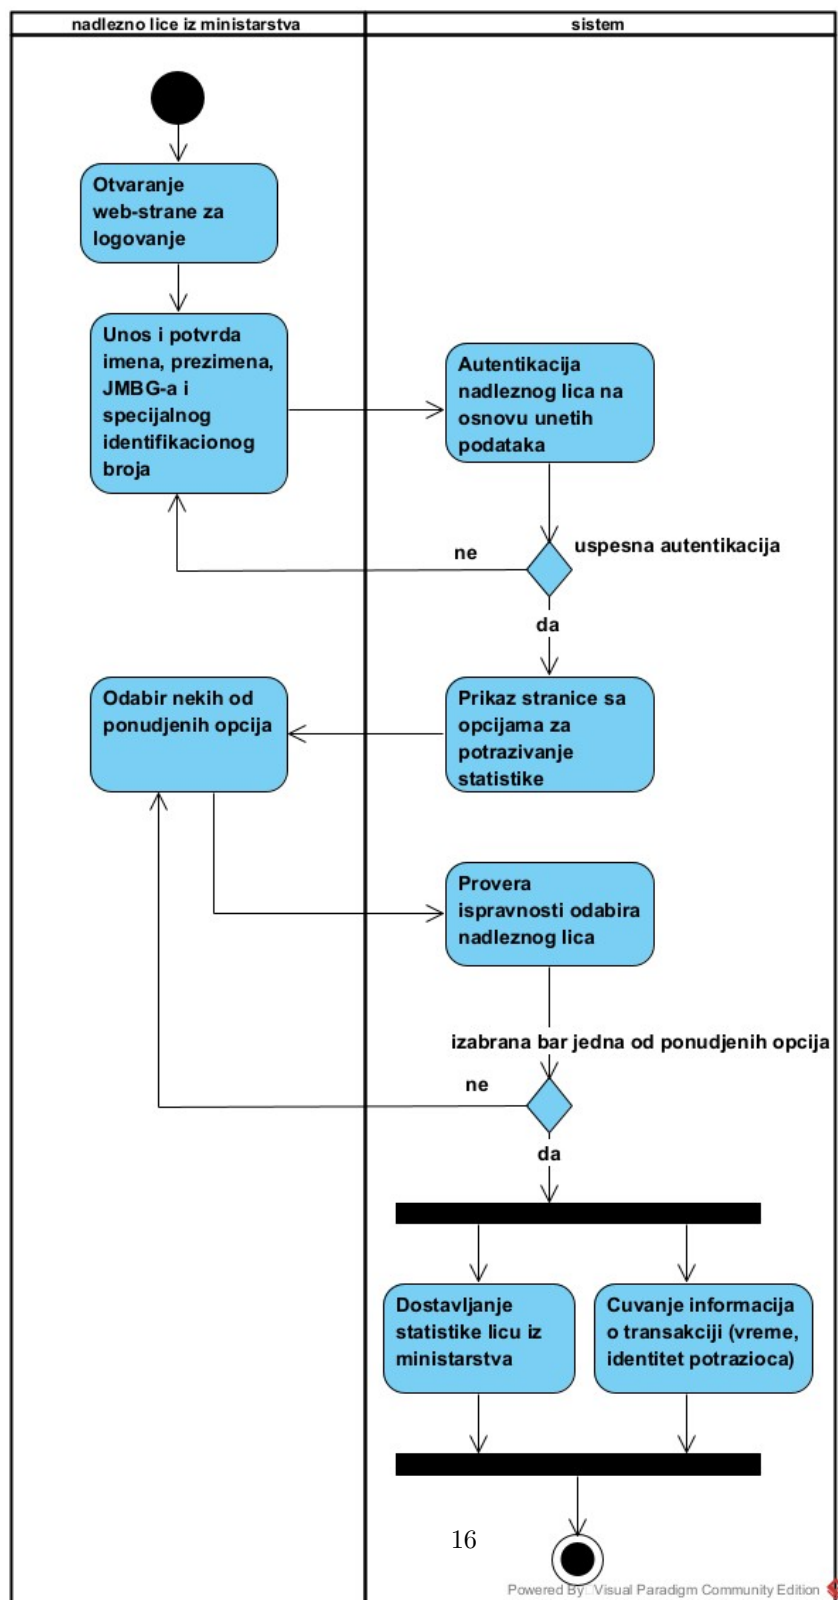 nadlezno lice iz ministarstva
sistem
Otvaranje
web-strane za
logovanje
Unos i potvrda
imena, prezimena,
JMBG-a i
specijalnog
identifikacionog
broja
Autentikacija
nadleznog lica na
osnovu unetih
podataka
uspesna autentikacija
ne
da
Prikaz stranice sa
opcijama za
potrazivanje
statistike
Odabir nekih od
ponudjenih opcija
Provera
ispravnosti odabira
nadleznog lica
izabrana bar jedna od ponudjenih opcija
ne
da
Dostavljanje
statistike licu iz
ministarstva
Cuvanje informacija
o transakciji (vreme,
identitet potrazioca)
16
Powered By Visual Paradigm Community Edition